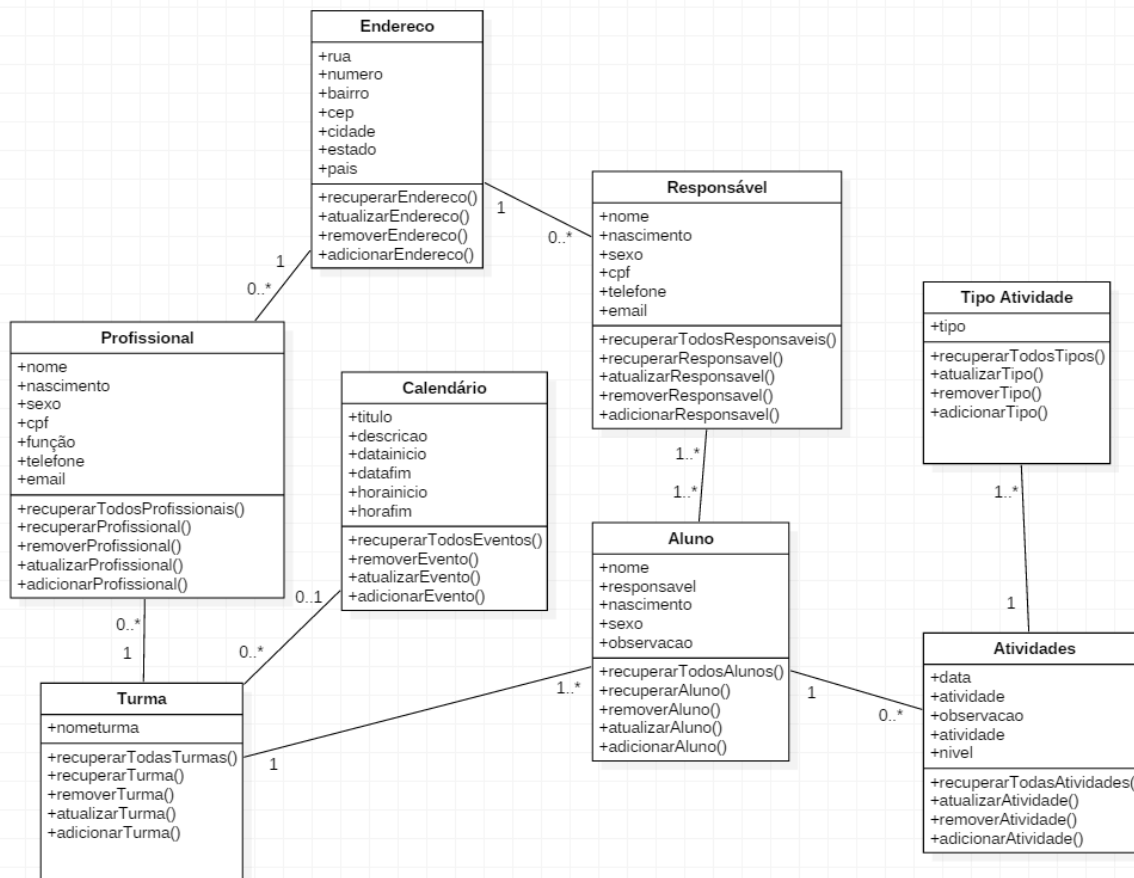 Endereco
+rua
+numero
+bairro
+cep
+cidade
+estado
+pais
+recuperarEndereco()
+atualizarEndereco()
+removerEndereco()
+adicionarEndereco()
1
0..*
1
0..*
Responsável
+nome
+nascimento
+sexo
+cpf
+telefone
+email
+recuperarTodosResponsaveis()
+recuperarResponsavel()
+atualizarResponsavel()
+removerResponsavel()
+adicionarResponsavel()
1..*
1..*
Tipo Atividade
+tipo
+recuperarTodosTipos()
+atualizarTipo()
+removerTipo()
+adicionarTipo()
1..*
1
Profissional
+nome
+nascimento
+sexo
+cpf
+função
+telefone
+email
+recuperarTodosProfissionais()
+recuperarProfissional()
+removerProfissional()
+atualizarProfissional()
+adicionarProfissional()
0..*
1
Calendário
+titulo
+descricao
+datainicio
+datafim
+horainicio
+horafim
+recuperarTodosEventos()
+removerEvento()
+atualizarEvento()
+adicionarEvento()
0..1
0..*
Aluno
+nome
+responsavel
+nascimento
+sexo
+observacao
+recuperarTodosAlunos()
+recuperarAluno()
+removerAluno()
+atualizarAluno()
+adicionarAluno()
1..*
1
1
0..*
Atividades
+data
+atividade
+observacao
+atividade
+nivel
+recuperarTodasAtividades(
+atualizarAtividade()
+removerAtividade()
+adicionarAtividade()
Turma
+nometurma
+recuperarTodasTurmas()
+recuperarTurma()
+removerTurma()
+atualizarTurma()
+adicionarTurma()